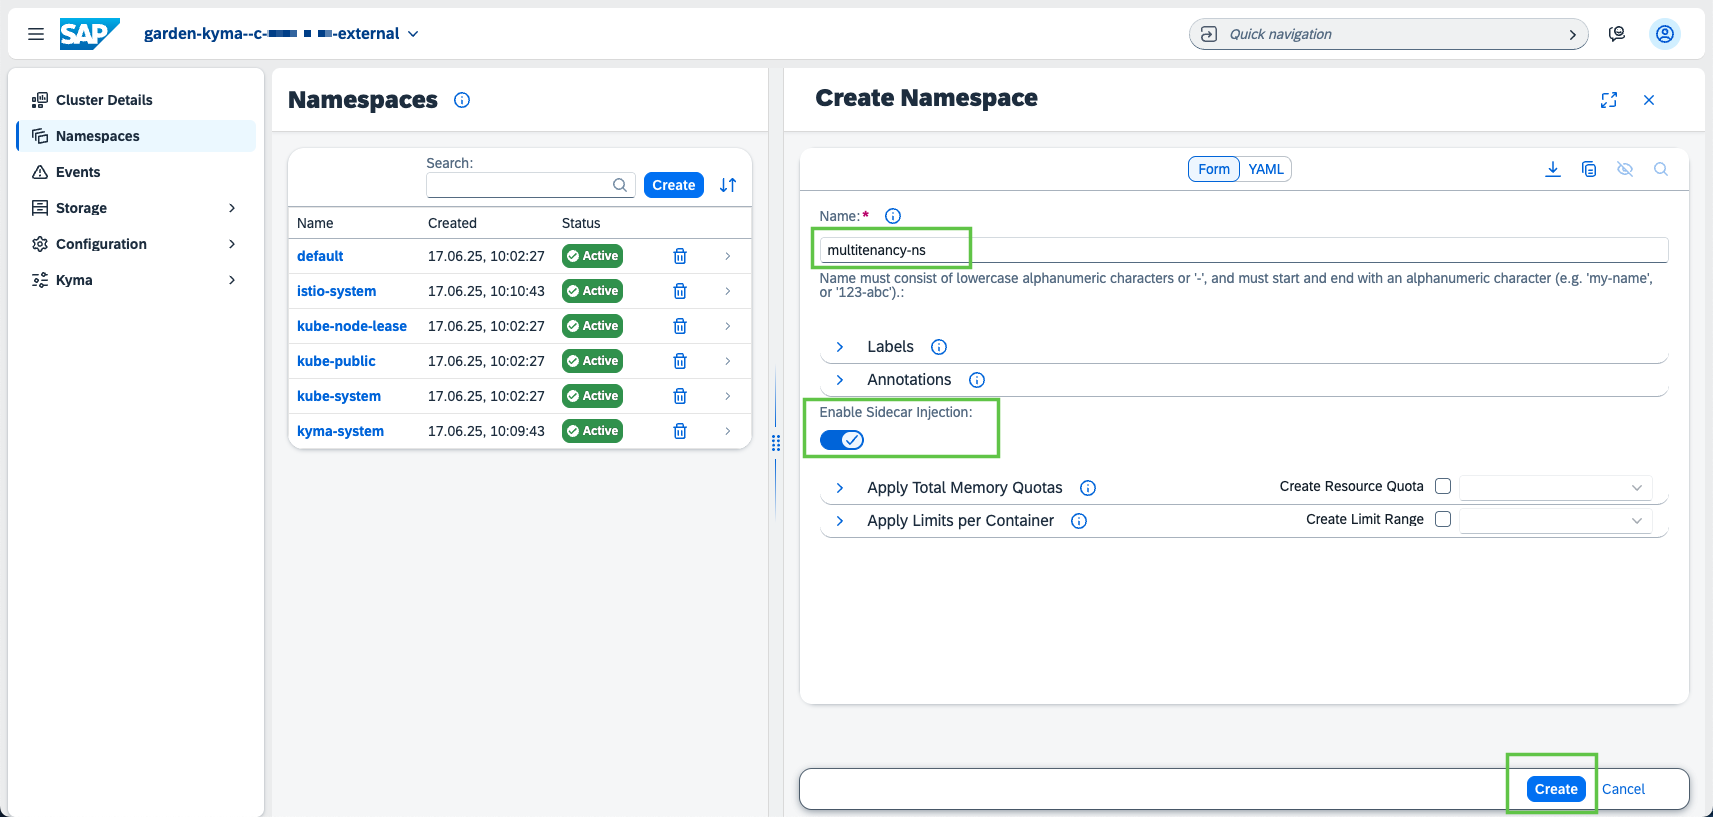 SAP
garden-kyma--c- -external
Quick navigation
Cluster Details
Namespaces
Events
Storage
Configuration
Kyma
Namespaces
Search:
Create
Name Created Status
default 17.06.25, 10:02:27 Active
istio-system 17.06.25, 10:10:43 Active
kube-node-lease 17.06.25, 10:02:27 Active
kube-public 17.06.25, 10:02:27 Active
kube-system 17.06.25, 10:02:27 Active
kyma-system 17.06.25, 10:09:43 Active
Create Namespace
Form YAML
Name:*
multitenancy-ns
Name must consist of lowercase alphanumeric characters or '-', and must start and end with an alphanumeric character (e.g. 'my-name',
or '123-abc').:
Labels
Annotations
Enable Sidecar Injection:
Apply Total Memory Quotas Create Resource Quota
Apply Limits per Container Create Limit Range
Create Cancel